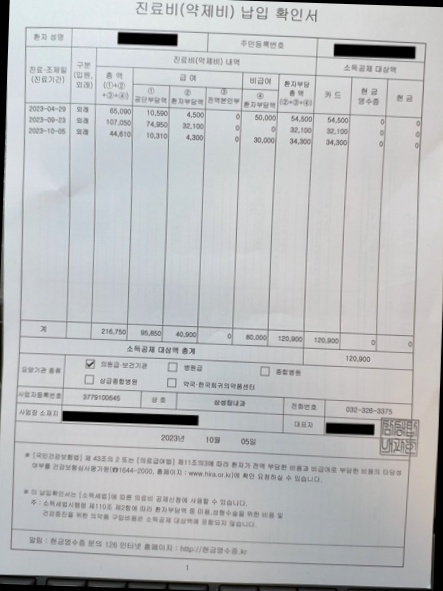 진료비(약제비) 납입 확인서
환자 성명 주민등록번호
진료·조제일 (진료기간) 구분 (입원, 외래) 진료비(약제비) 내역 소득공제 대상액
총 액 (①+② +③+④) 급 여 비급여 환자부담 총 액 (②+③+④) 카 드 현 금 영수증 현 금
① 공단부담액 ② 환자부담액 ③ 전액본인부 ④ 환자부담액
2023-04-29 외래 65,090 10,590 4,500 0 50,000 54,500 54,500 0 0
2023-09-23 외래 107,050 74,950 32,100 0 0 32,100 32,100 0 0
2023-10-05 외래 44,610 10,310 4,300 0 30,000 34,300 34,300 0 0
계 216,750 95,850 40,900 0 80,000 120,900 120,900 0 0
소득공제 대상액 총계 120,900
요양기관 종류 의원급·보건기관 병원급 종합병원
상급종합병원 약국·한국희귀의약품센터
사업자등록번호 3779100645 상 호 전화번호 032-326-3375
사업장 소재지 대표자
2023년 10월 05일
※ [국민건강보험법] 제 43조의 2 또는 [의료급여법] 제11조의3에 따라 환자가 전액 부담한 비용과 비급여로 부담한 비용의 타당성
여부를 건강보험심사평가원(☎1644-2000, 홈페이지 : www.hira.or.kr)에 확인 요청하실 수 있습니다.
※ 이 납입확인서는 [소득세법]에 따른 의료비 공제신청에 사용할 수 있습니다.
주 : 소득세법시행령 제110조 제2항에 따라 환자부담액 등 미용,성형수술을 위한 비용 및
건강증진을 위한 의약품 구입비용은 소득공제 대상액에 포함되지 않습니다.
알림 : 현금영수증 문의 126 인터넷 홈페이지 : http://현금영수증.kr
1